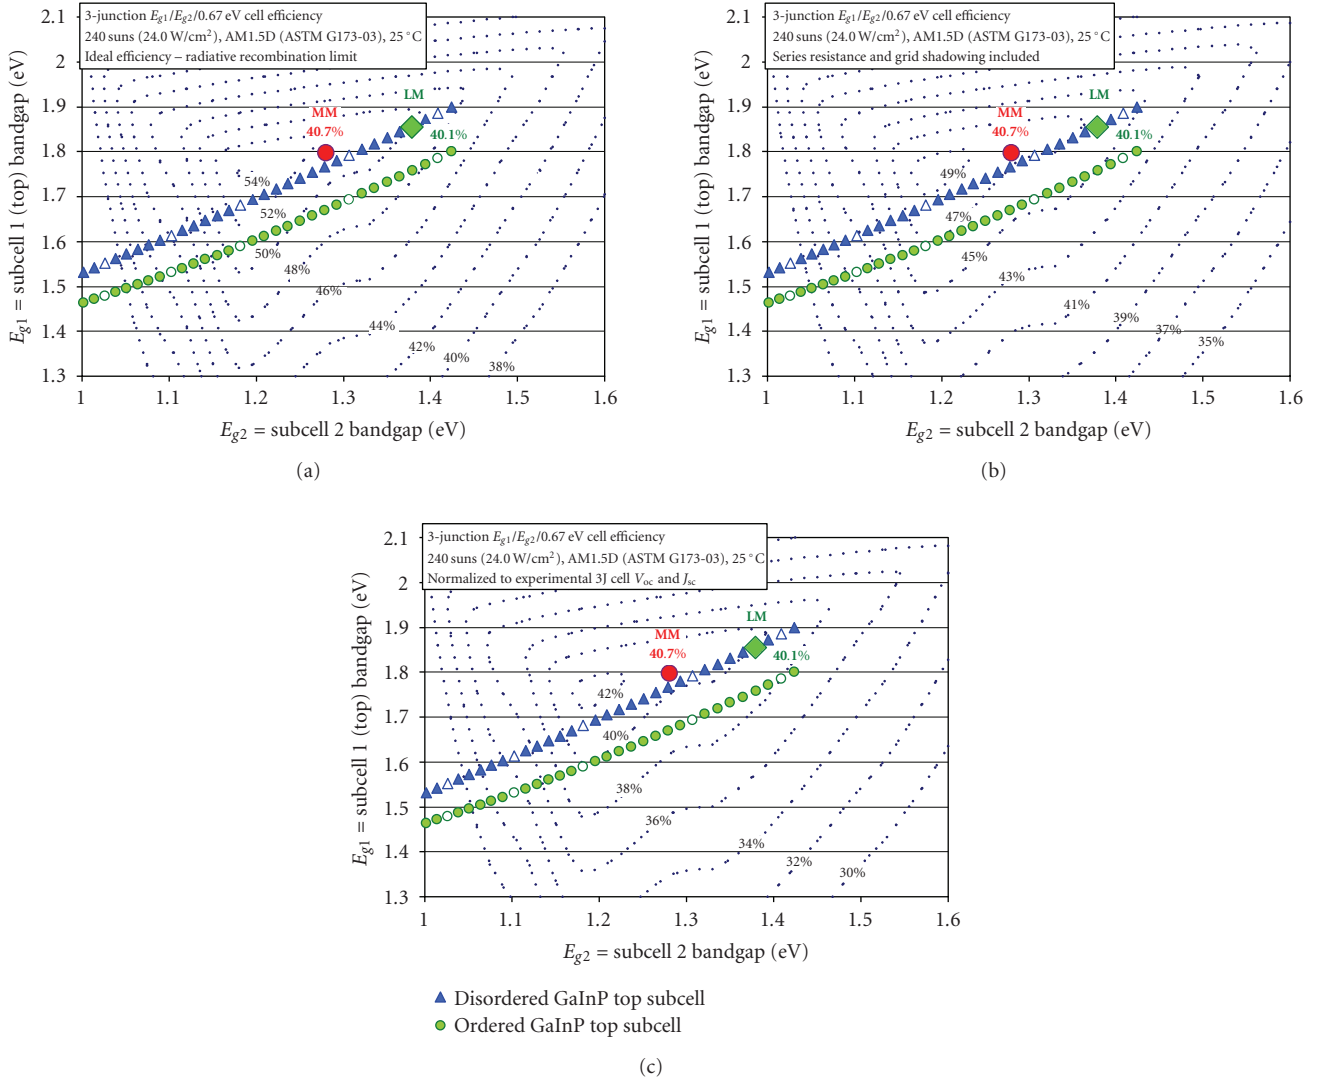 3-junction Eg1/Eg2/0.67 eV cell efficiency
240 suns (24.0 W/cm²), AM1.5D (ASTM G173-03), 25 °C
Ideal efficiency – radiative recombination limit
2.1
2
1.9
1.8
1.7
1.6
1.5
1.4
1.3
Eg1 = subcell 1 (top) bandgap (eV)
LM
MM
40.7%
40.1%
54%
52%
50%
48%
46%
44%
42%
40%
38%
1 1.1 1.2 1.3 1.4 1.5 1.6
Eg2 = subcell 2 bandgap (eV)
(a)
3-junction Eg1/Eg2/0.67 eV cell efficiency
240 suns (24.0 W/cm²), AM1.5D (ASTM G173-03), 25 °C
Series resistance and grid shadowing included
2.1
2
1.9
1.8
1.7
1.6
1.5
1.4
1.3
Eg1 = subcell 1 (top) bandgap (eV)
LM
MM
40.7%
40.1%
49%
47%
45%
43%
41%
39%
37%
35%
1 1.1 1.2 1.3 1.4 1.5 1.6
Eg2 = subcell 2 bandgap (eV)
(b)
3-junction Eg1/Eg2/0.67 eV cell efficiency
240 suns (24.0 W/cm²), AM1.5D (ASTM G173-03), 25 °C
Normalized to experimental 3J cell Voc and Jsc
2.1
2
1.9
1.8
1.7
1.6
1.5
1.4
1.3
Eg1 = subcell 1 (top) bandgap (eV)
LM
MM
40.7%
40.1%
42%
40%
38%
36%
34%
32%
30%
1 1.1 1.2 1.3 1.4 1.5 1.6
Eg2 = subcell 2 bandgap (eV)
Disordered GaInP top subcell
Ordered GaInP top subcell
(c)